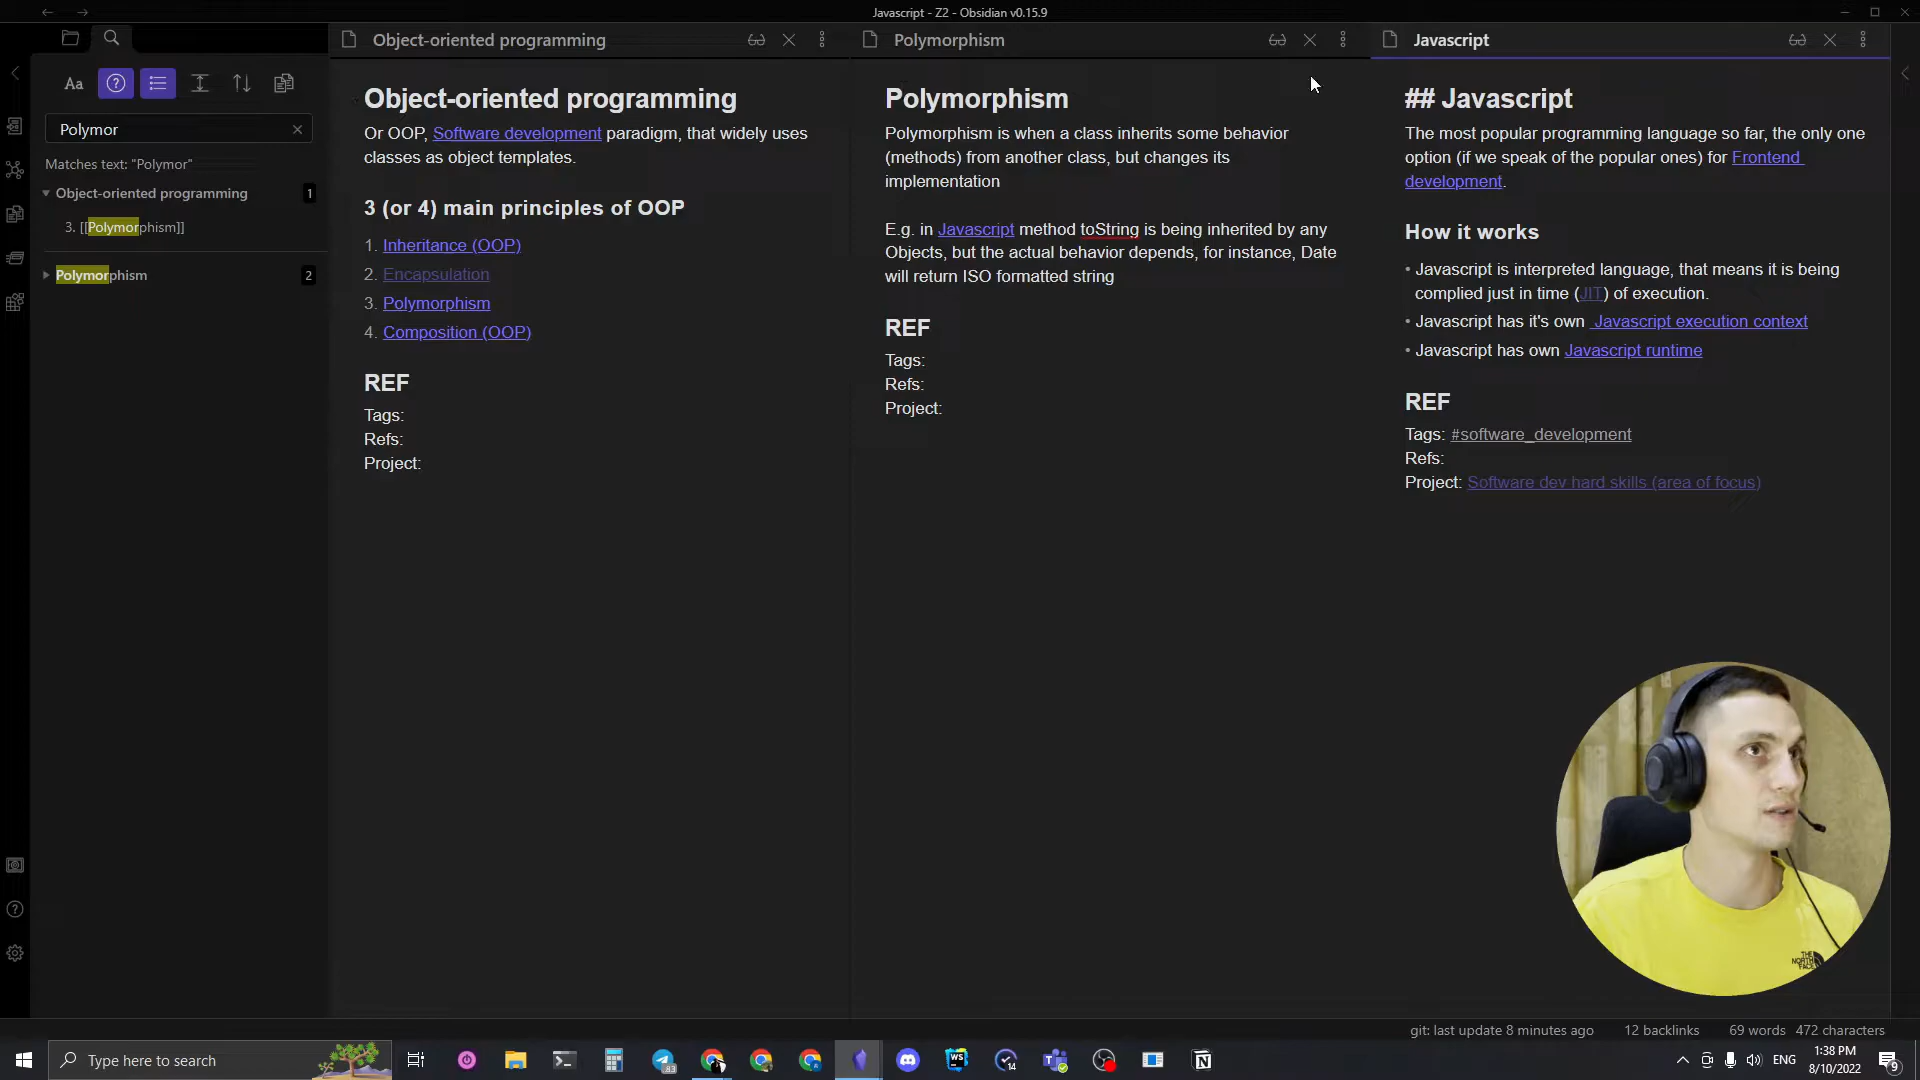 Javascript - Z2 - Obsidian v0.15.9
Object-oriented programming
Polymorphism
Javascript
Aa
Polymor
Matches text: "Polymor"
Object-oriented programming
1
3. [[Polymorphism]]
Polymorphism
2
Object-oriented programming
Or OOP, Software development paradigm, that widely uses
classes as object templates.
3 (or 4) main principles of OOP
1. Inheritance (OOP)
2. Encapsulation
3. Polymorphism
4. Composition (OOP)
REF
Tags:
Refs:
Project:
Polymorphism
Polymorphism is when a class inherits some behavior
(methods) from another class, but changes its
implementation
E.g. in Javascript method toString is being inherited by any
Objects, but the actual behavior depends, for instance, Date
will return ISO formatted string
REF
Tags:
Refs:
Project:
## Javascript
The most popular programming language so far, the only one
option (if we speak of the popular ones) for Frontend
development.
How it works
• Javascript is interpreted language, that means it is being
complied just in time (JIT) of execution.
• Javascript has it's own Javascript execution context
• Javascript has own Javascript runtime
REF
Tags: #software_development
Refs:
Project: Software dev hard skills (area of focus)
THE
NORTH
FACE
git: last update 8 minutes ago
12 backlinks
69 words 472 characters
Type here to search
83
WS
14
ENG
1:38 PM
8/10/2022
9